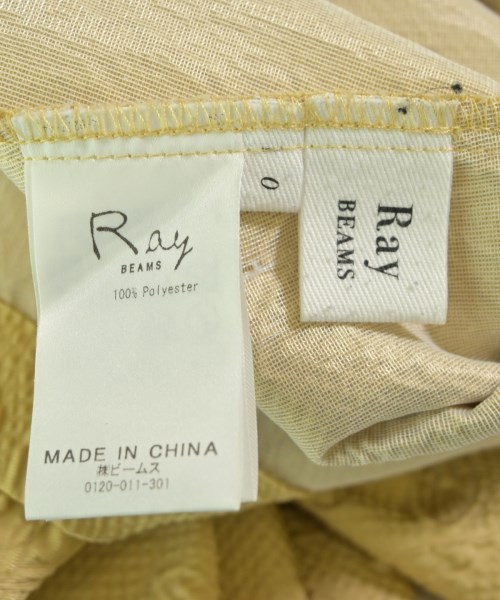 Ray
BEAMS
100% Polyester
MADE IN CHINA
㈱ビームス
0120-011-301
0
Ray
BEAMS